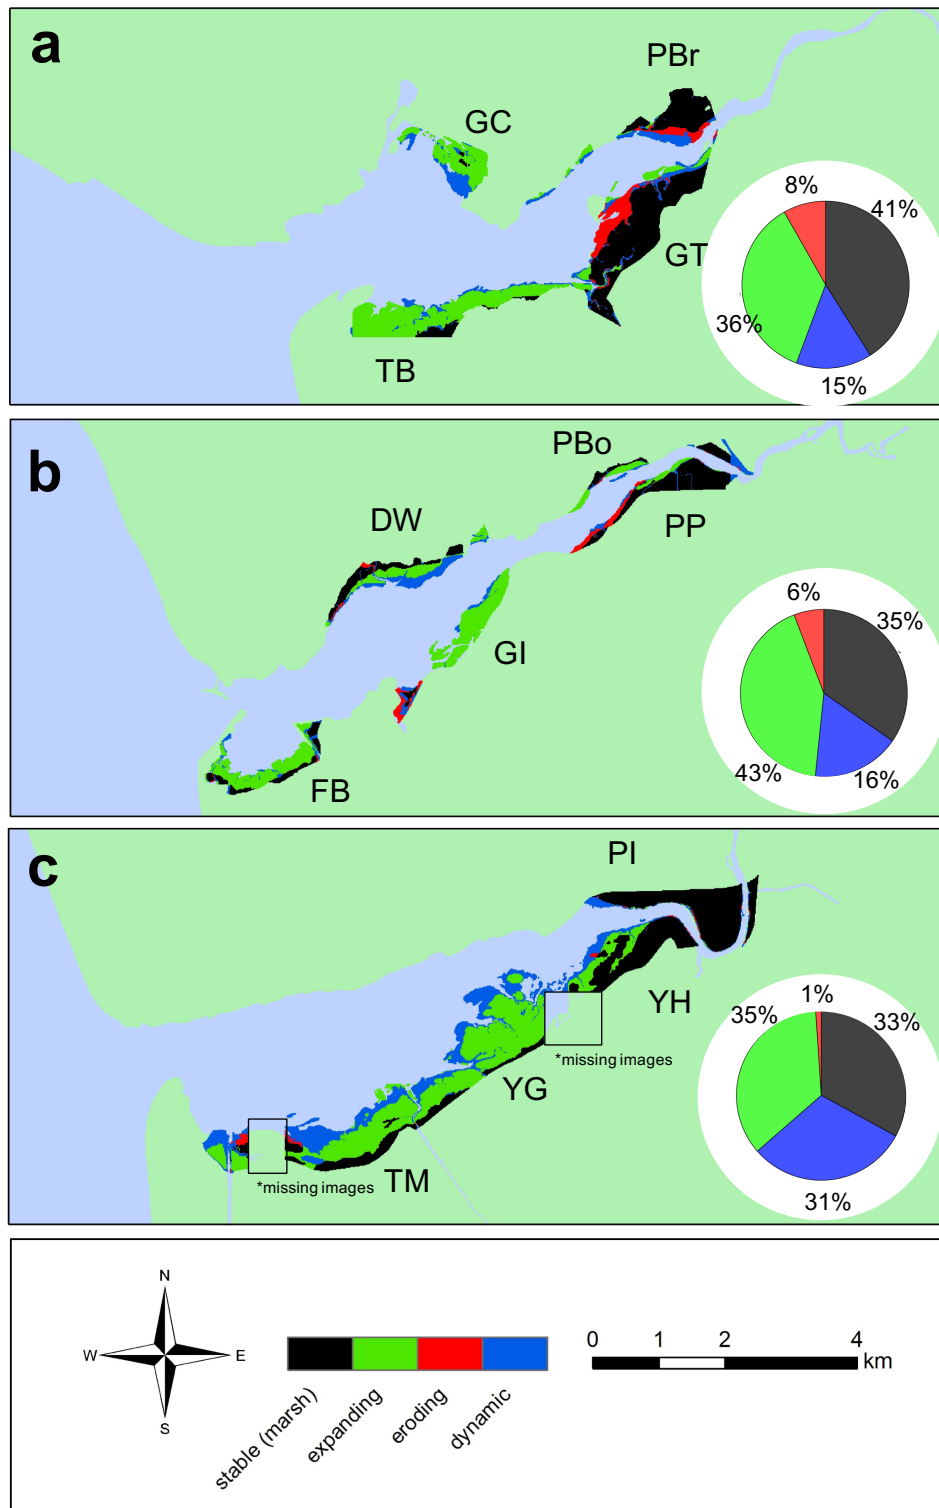 a
PBr
GC
GT
TB
8%
41%
36%
15%
b
PBo
DW
PP
GI
FB
6%
35%
43%
16%
c
PI
YH
*missing images
YG
TM
*missing images
35%
1%
33%
31%
N
W
E
S
stable (marsh)
expanding
eroding
dynamic
0 1 2 4
km